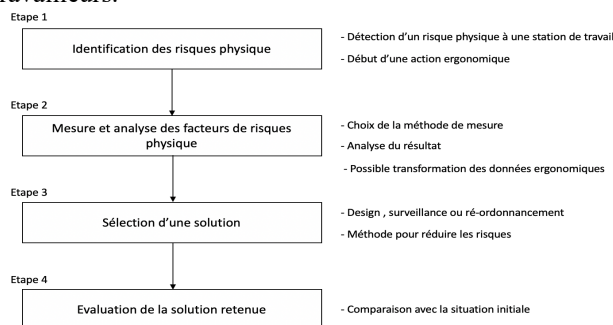 Etape 1
Identification des risques physique
- Détection d'un risque physique à une station de travail
- Début d'une action ergonomique
Etape 2
Mesure et analyse des facteurs de risques
physique
- Choix de la méthode de mesure
- Analyse du résultat
- Possible transformation des données ergonomiques
Etape 3
Sélection d'une solution
- Design , surveillance ou ré-ordonnancement
- Méthode pour réduire les risques
Etape 4
Evaluation de la solution retenue
- Comparaison avec la situation initiale